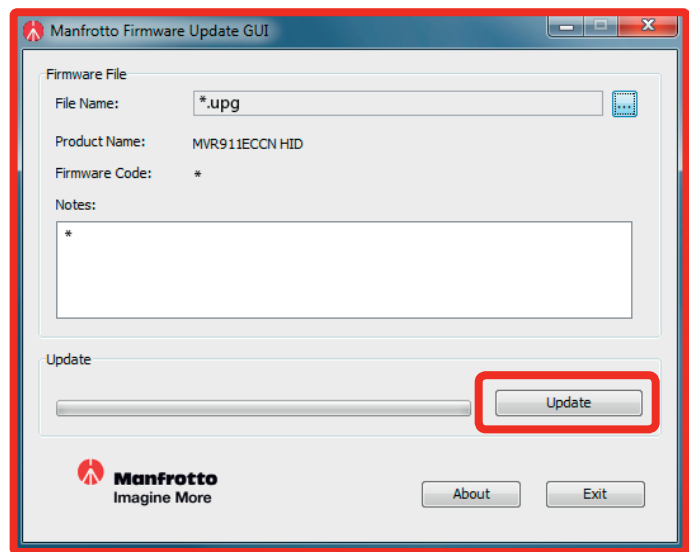 Manfrotto Firmware Update GUI
Firmware File
File Name: *.upg ...
Product Name: MVR911ECCN HID
Firmware Code: *
Notes:
*
Update
Update
Manfrotto
Imagine More
About Exit